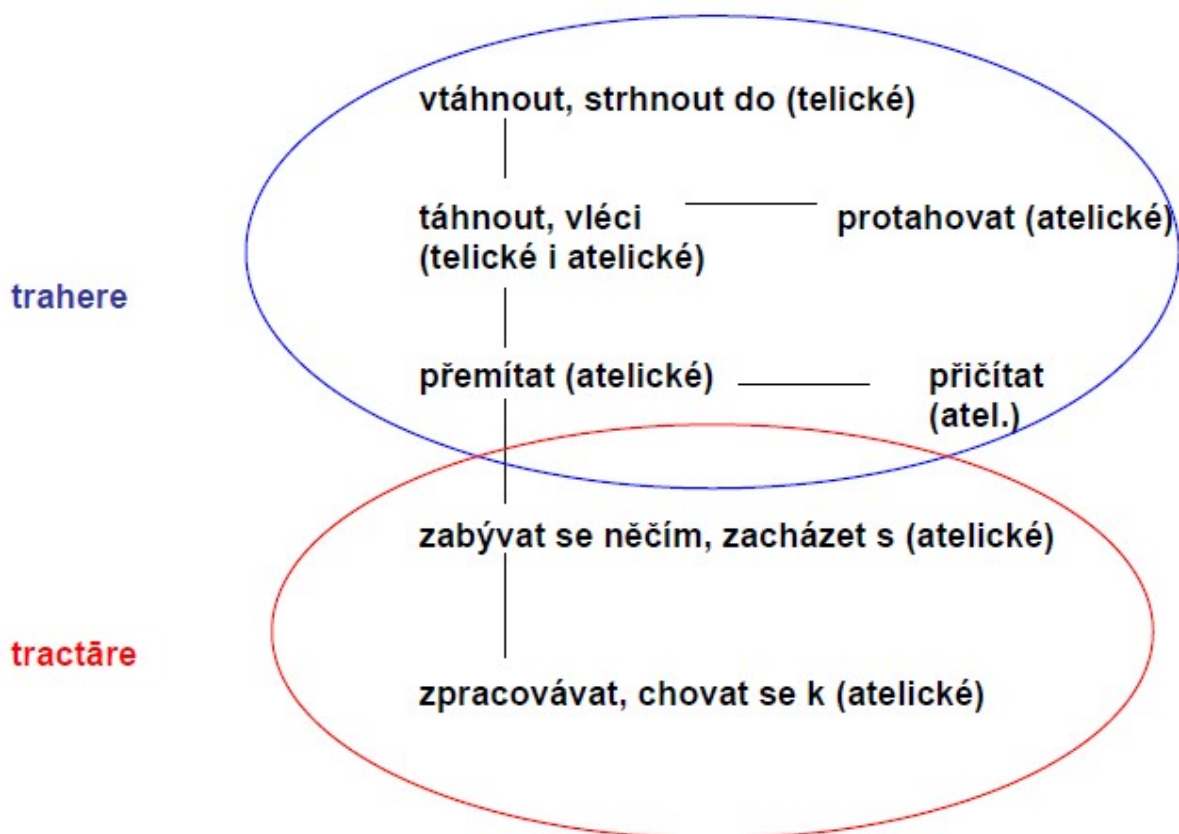 vtáhnout, strhnout do (telické)
táhnout, vléci
(telické i atelické)
protahovat (atelické)
trahere
přemítat (atelické)
přičítat
(atel.)
zabývat se něčím, zacházet s (atelické)
tractāre
zpracovávat, chovat se k (atelické)